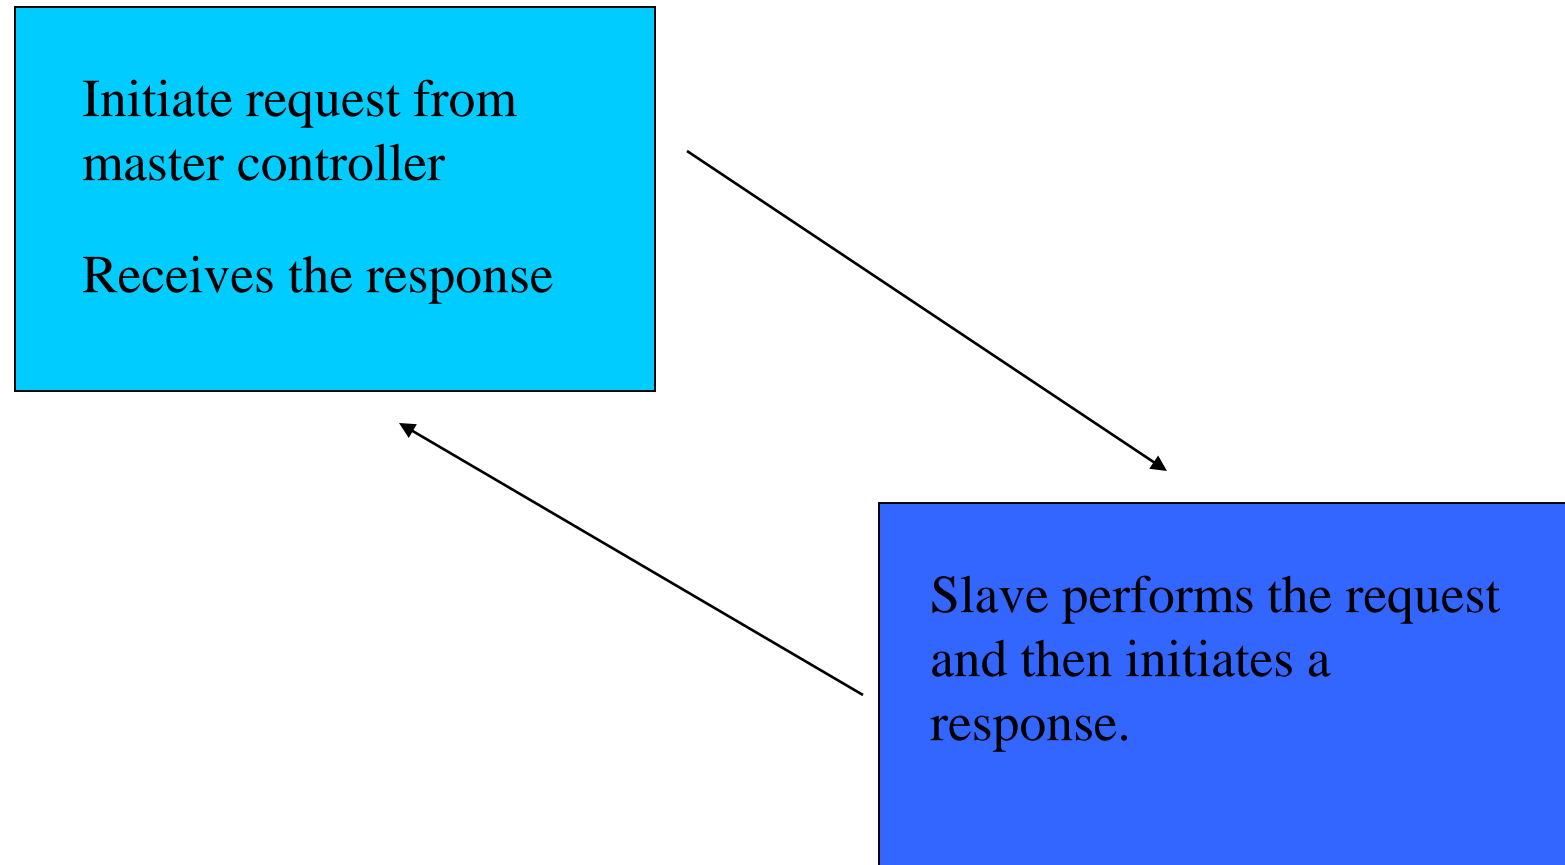 Initiate request from
master controller
Receives the response
Slave performs the request
and then initiates a
response.